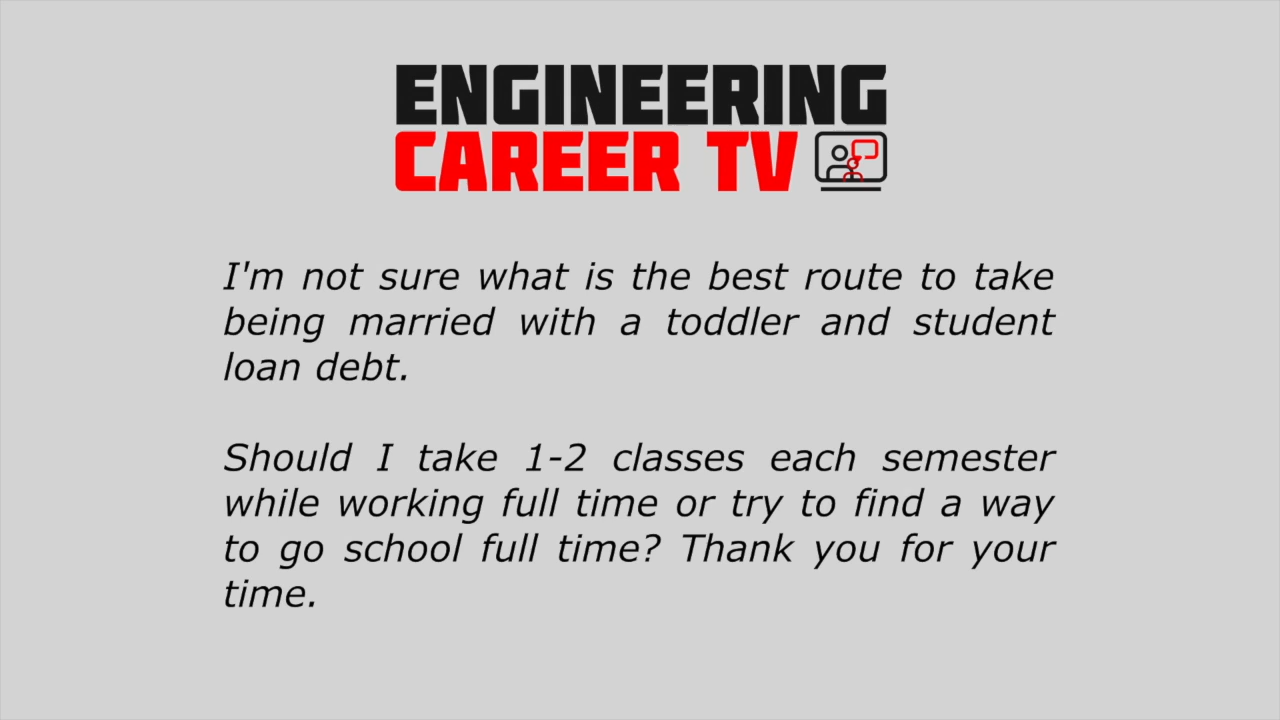 ENGINEERING
CAREER TV
I'm not sure what is the best route to take
being married with a toddler and student
loan debt.
Should I take 1-2 classes each semester
while working full time or try to find a way
to go school full time? Thank you for your
time.